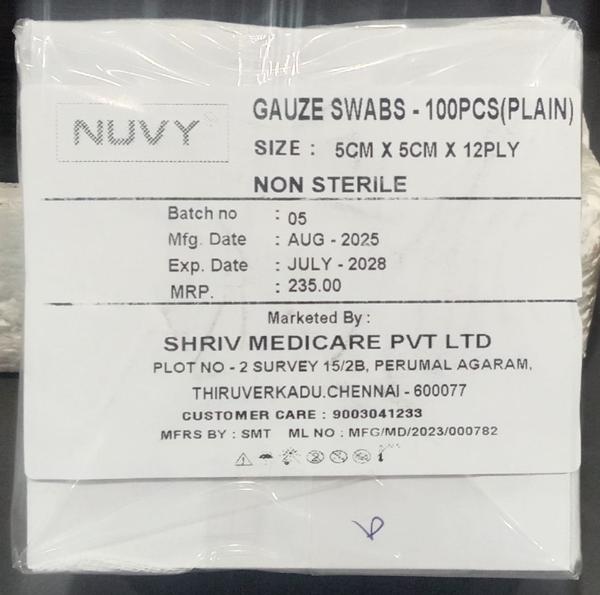 NUVY
GAUZE SWABS - 100PCS(PLAIN)
SIZE : 5CM X 5CM X 12PLY
NON STERILE
Batch no : 05
Mfg. Date : AUG - 2025
Exp. Date : JULY - 2028
MRP. : 235.00
Marketed By :
SHRIV MEDICARE PVT LTD
PLOT NO - 2 SURVEY 15/2B, PERUMAL AGARAM,
THIRUVERKADU.CHENNAI - 600077
CUSTOMER CARE : 9003041233
MFRS BY : SMT ML NO : MFG/MD/2023/000782